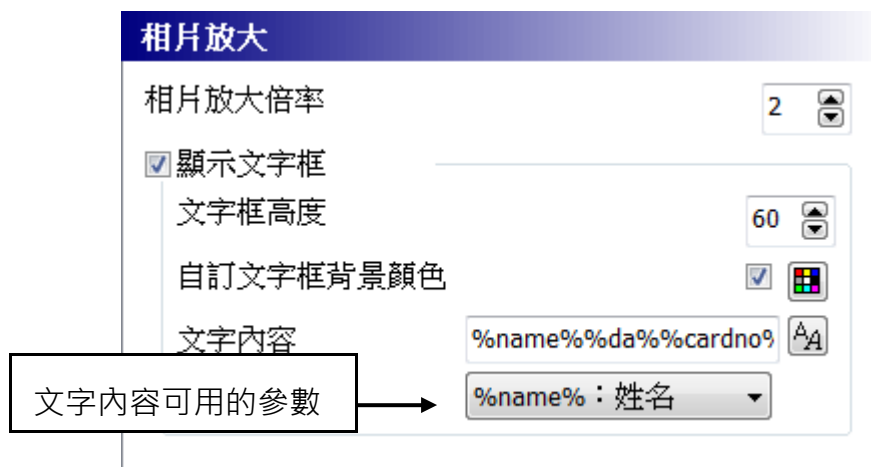 相片放大
相片放大倍率 2
顯示文字框
文字框高度 60
自訂文字框背景顏色
文字內容 %name%%da%%cardno% AA
文字內容可用的參數 %name%：姓名